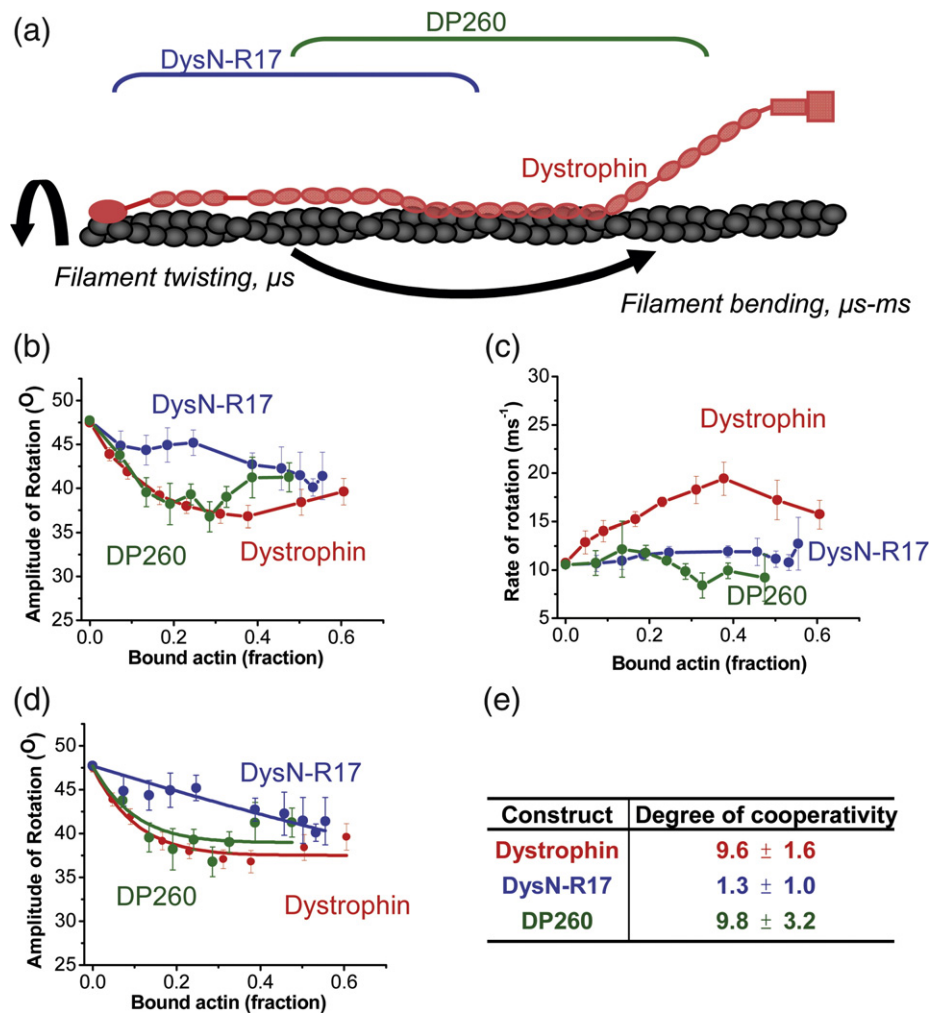 (a)
DP260
DysN-R17
Dystrophin
Filament twisting, µs
Filament bending, µs-ms
(b)
50
45
40
35
30
25
0.0 0.2 0.4 0.6
Amplitude of Rotation (O)
Bound actin (fraction)
DysN-R17
DP260
Dystrophin
(c)
30
25
20
15
10
5
0.0 0.2 0.4 0.6
Rate of rotation (ms-1)
Bound actin (fraction)
Dystrophin
DysN-R17
DP260
(d)
50
45
40
35
30
25
0.0 0.2 0.4 0.6
Amplitude of Rotation (O)
Bound actin (fraction)
DysN-R17
DP260
Dystrophin
(e)
Construct Degree of cooperativity
Dystrophin 9.6 ± 1.6
DysN-R17 1.3 ± 1.0
DP260 9.8 ± 3.2